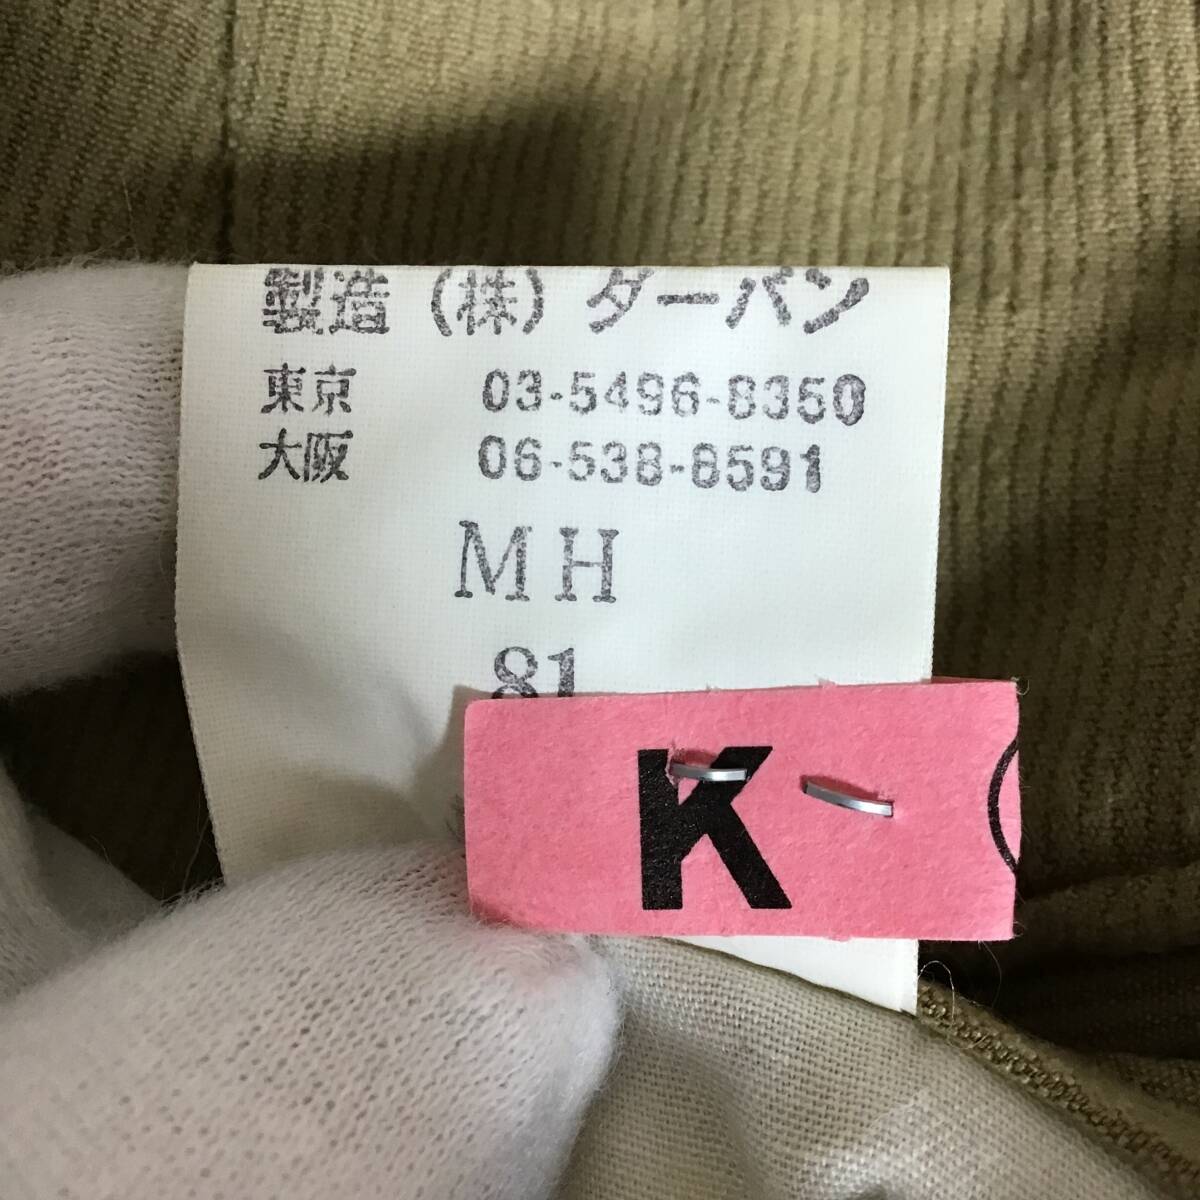 製造（株）ダーバン
東京 03-5496-8350
大阪 06-538-8591
MH
81
K